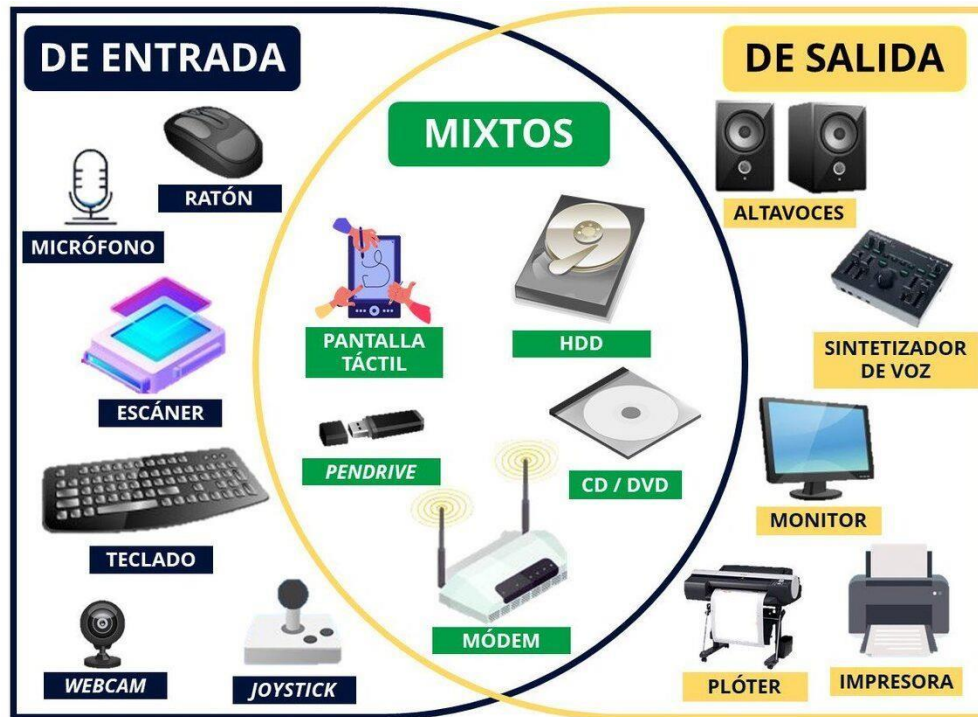 DE ENTRADA
RATÓN
MICRÓFONO
ESCÁNER
TECLADO
WEBCAM
JOYSTICK
MIXTOS
PANTALLA
TÁCTIL
HDD
PENDRIVE
CD / DVD
MÓDEM
DE SALIDA
ALTAVOCES
SINTETIZADOR
DE VOZ
MONITOR
PLÓTER
IMPRESORA